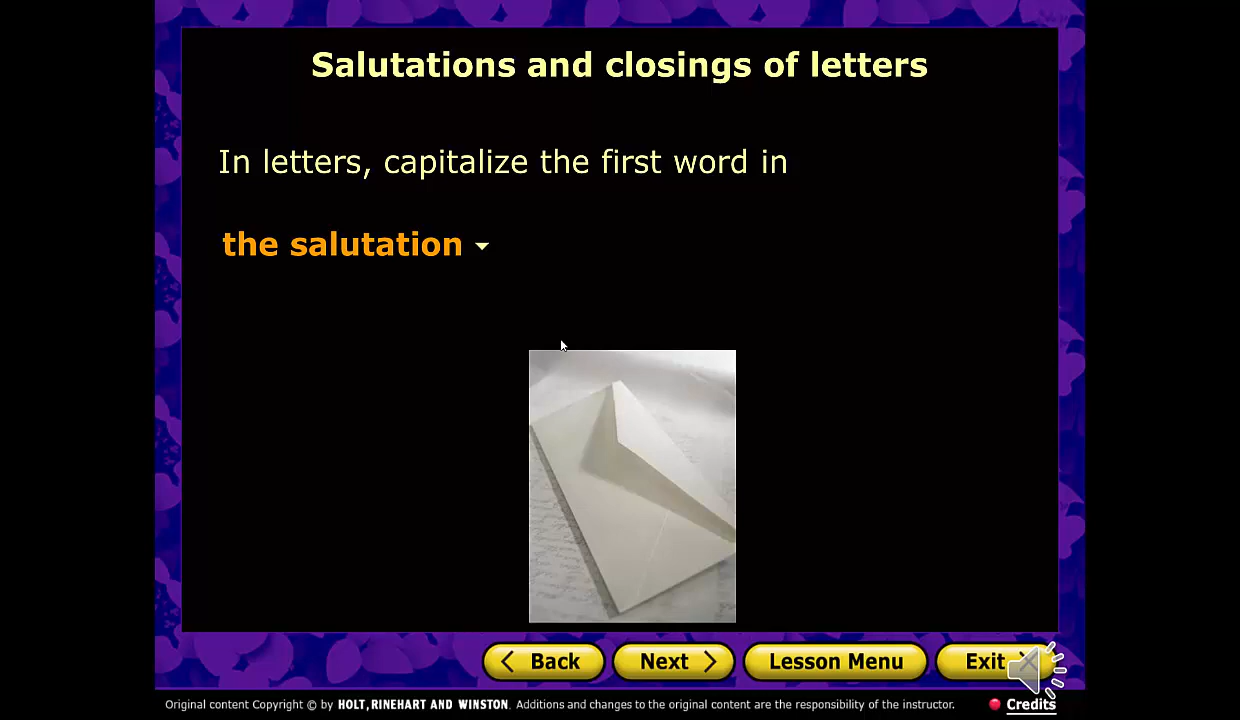 Salutations and closings of letters
In letters, capitalize the first word in
the salutation
Back Next Lesson Menu Exit
Original content Copyright © by HOLT, RINEHART AND WINSTON. Additions and changes to the original content are the responsibility of the instructor. Credits